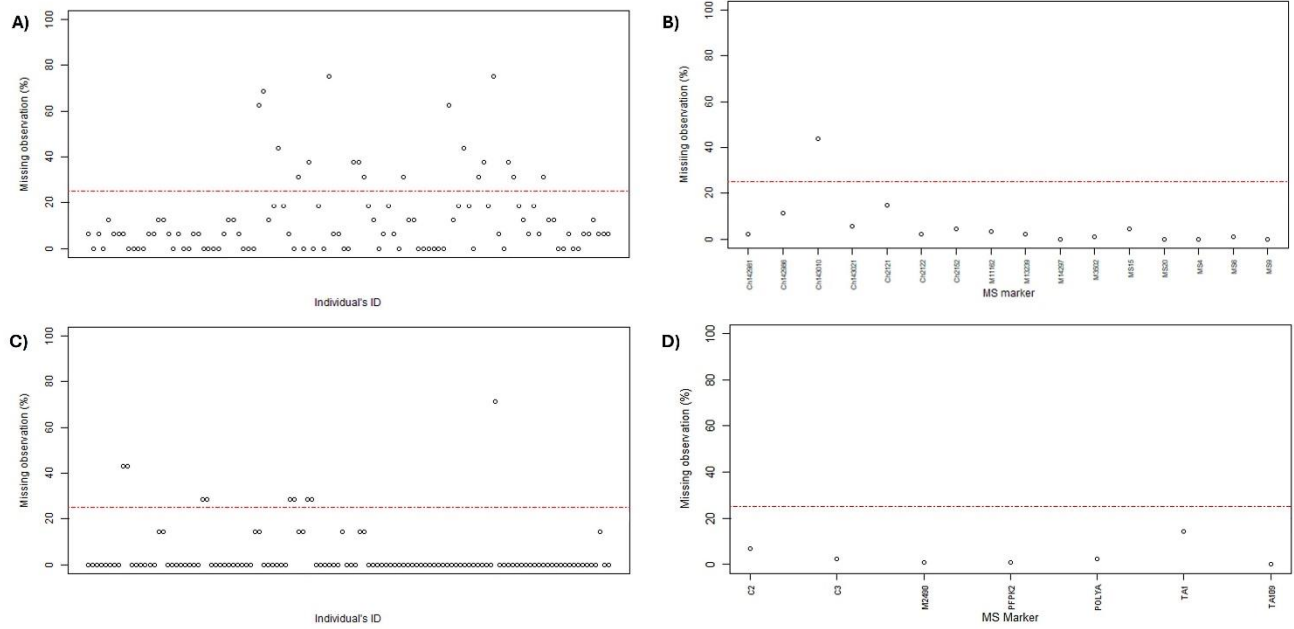 A)
Missing observation (%)
100
80
60
40
20
0
Individual's ID
B)
Missiing observation (%)
100
80
60
40
20
0
Ch142981
Ch142986
Ch143010
Ch143021
Ch2121
Ch2122
Ch2152
M11162
M13239
M14297
M3502
MS15
MS20
MS4
MS6
MS9
MS marker
C)
Missing observation (%)
100
80
60
40
20
0
Individual's ID
D)
Missing observation (%)
100
80
60
40
20
0
C2
C3
M2490
PFPK2
POLYA
TA1
TA109
MS Marker